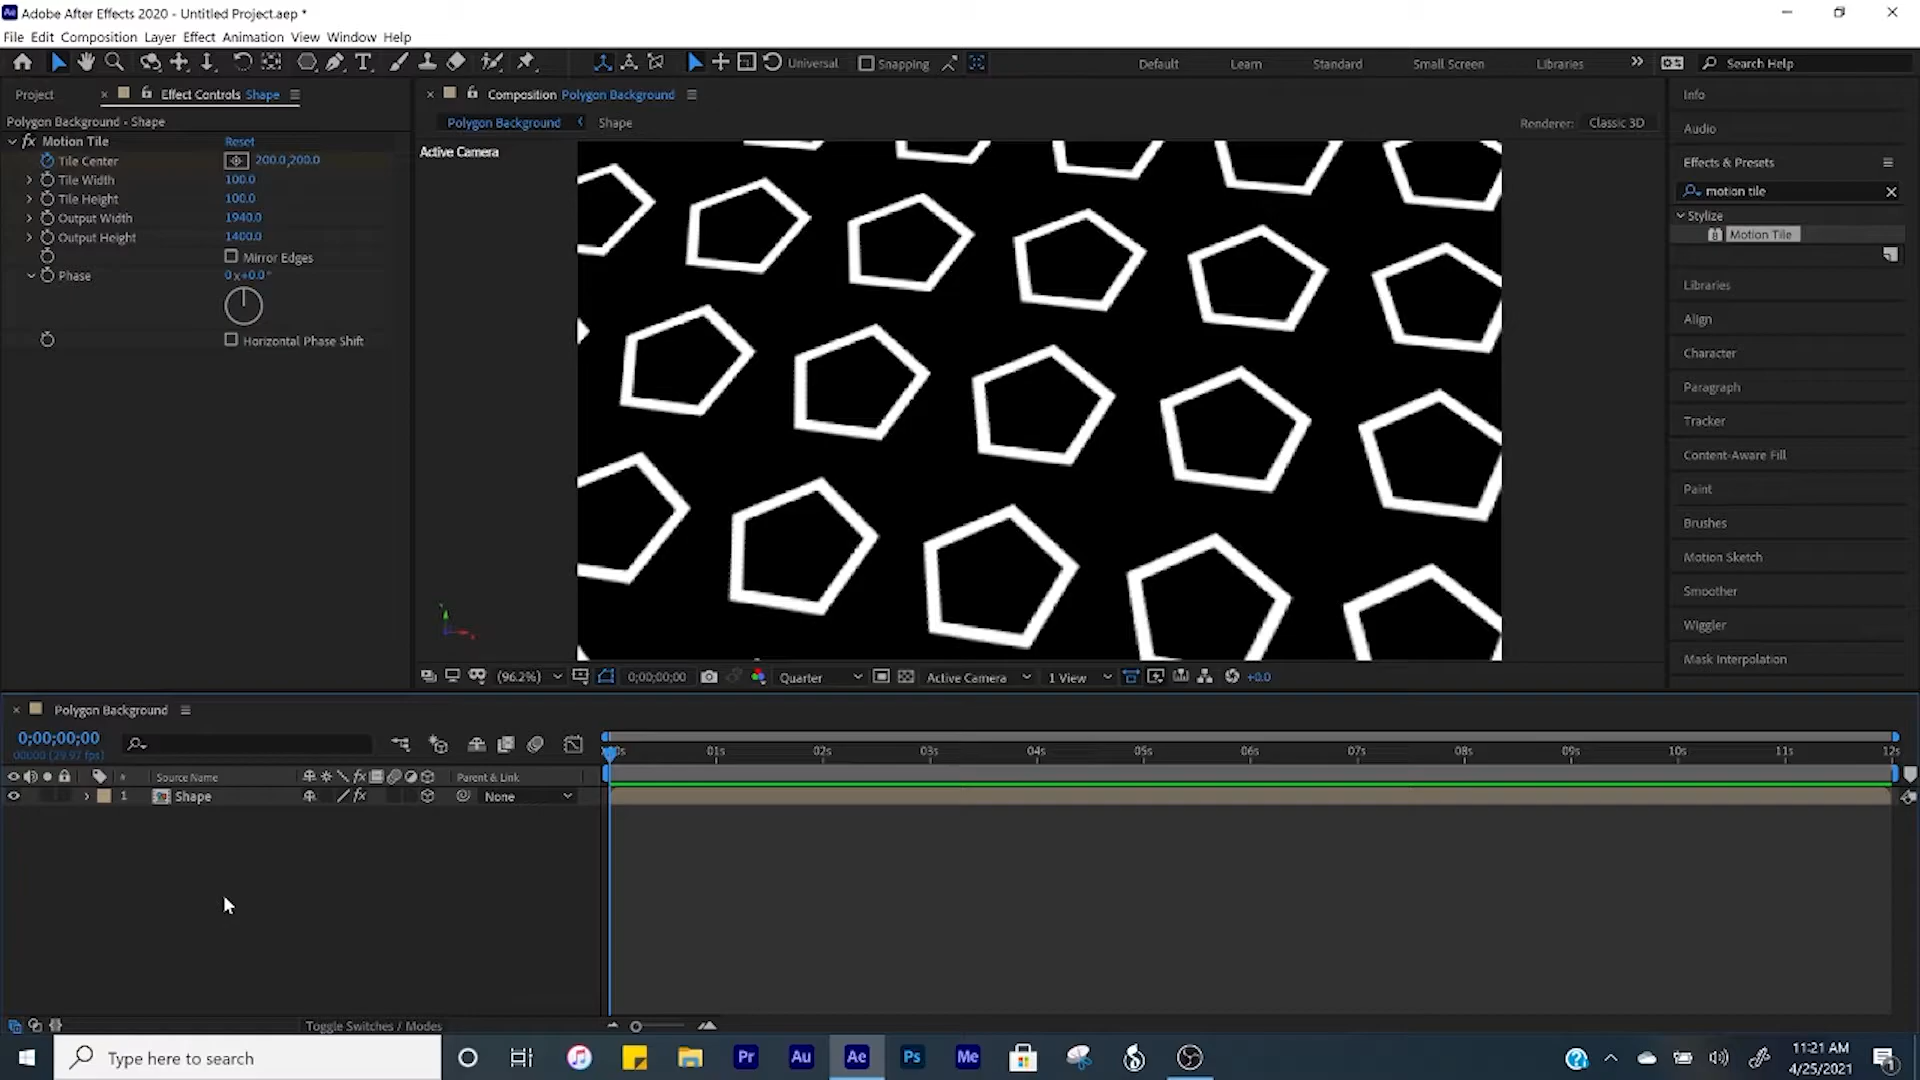 Adobe After Effects 2020 - Untitled Project.aep *
File Edit Composition Layer Effect Animation View Window Help
Universal Snapping Default Learn Standard Small Screen Libraries Search Help
Project Effect Controls Shape
Composition Polygon Background
Info
Polygon Background - Shape
Polygon Background Shape
Renderer: Classic 3D
Audio
Motion Tile Reset
Active Camera
Effects & Presets
Tile Center 200.0,200.0
Tile Width 100.0
motion tile
Tile Height 100.0
Output Width 1940.0
Stylize
Output Height 1400.0
Motion Tile
Mirror Edges
Phase 0x+0.0°
Libraries
Align
Horizontal Phase Shift
Character
Paragraph
Tracker
Content-Aware Fill
Paint
Brushes
Motion Sketch
Smoother
Wiggler
Mask Interpolation
(96.2%) 0;00;00;00 Quarter Active Camera 1 View +0.0
Polygon Background
0;00;00;00
00000 (29.97 fps)
01s 02s 03s 04s 05s 06s 07s 08s 09s 10s 11s 12s
# Source Name Parent & Link
1 Shape None
Toggle Switches / Modes
Type here to search Pr Au Ae Ps Me
11:21 AM
4/25/2021